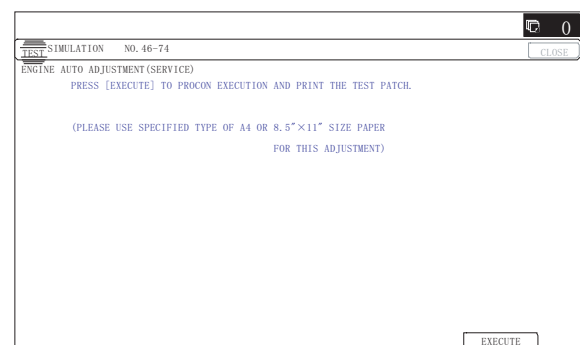 0
TEST SIMULATION NO. 46-74
CLOSE
ENGINE AUTO ADJUSTMENT(SERVICE)
PRESS [EXECUTE] TO PROCON EXECUTION AND PRINT THE TEST PATCH.
(PLEASE USE SPECIFIED TYPE OF A4 OR 8.5″×11″ SIZE PAPER
FOR THIS ADJUSTMENT)
EXECUTE